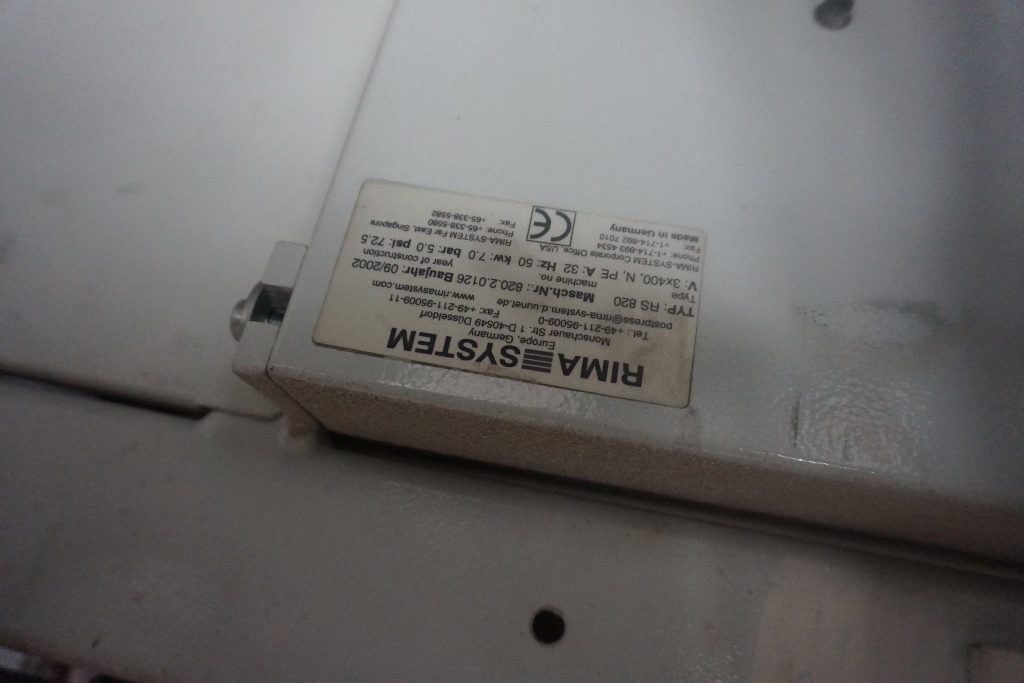 RIMA SYSTEM
Europe, Germany
Monschauer Str. 1 D-40549 Düsseldorf
Tel.: +49-211-95009-0 Fax: +49-211-95009-11
postpress@rima-system.d.uunet.de www.rimasystem.com
TYP: RS 820 Masch.Nr.: 820.2.0126 Baujahr: 09/2002
Type machine no. year of construction
V: 3x400, N, PE A: 32 Hz: 50 kw: 7.0 bar: 5.0 psi: 72.5
RIMA-SYSTEM Corporate Office, USA RIMA-SYSTEM Far East, Singapore
Phone: +1-714-893 4534 Phone: +65-338-5580
Fax: +1-714-892 7010 Fax: +65-338-5582
Made in Germany CE